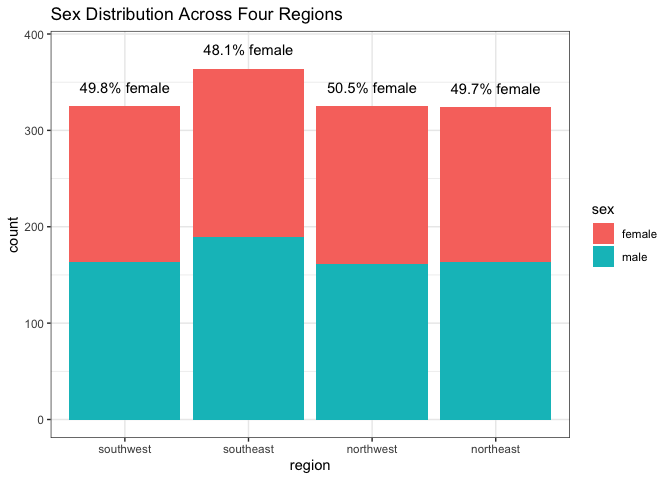 Sex Distribution Across Four Regions
400
300
200
100
0
count
49.8% female
48.1% female
50.5% female
49.7% female
southwest
southeast
northwest
northeast
region
sex
female
male